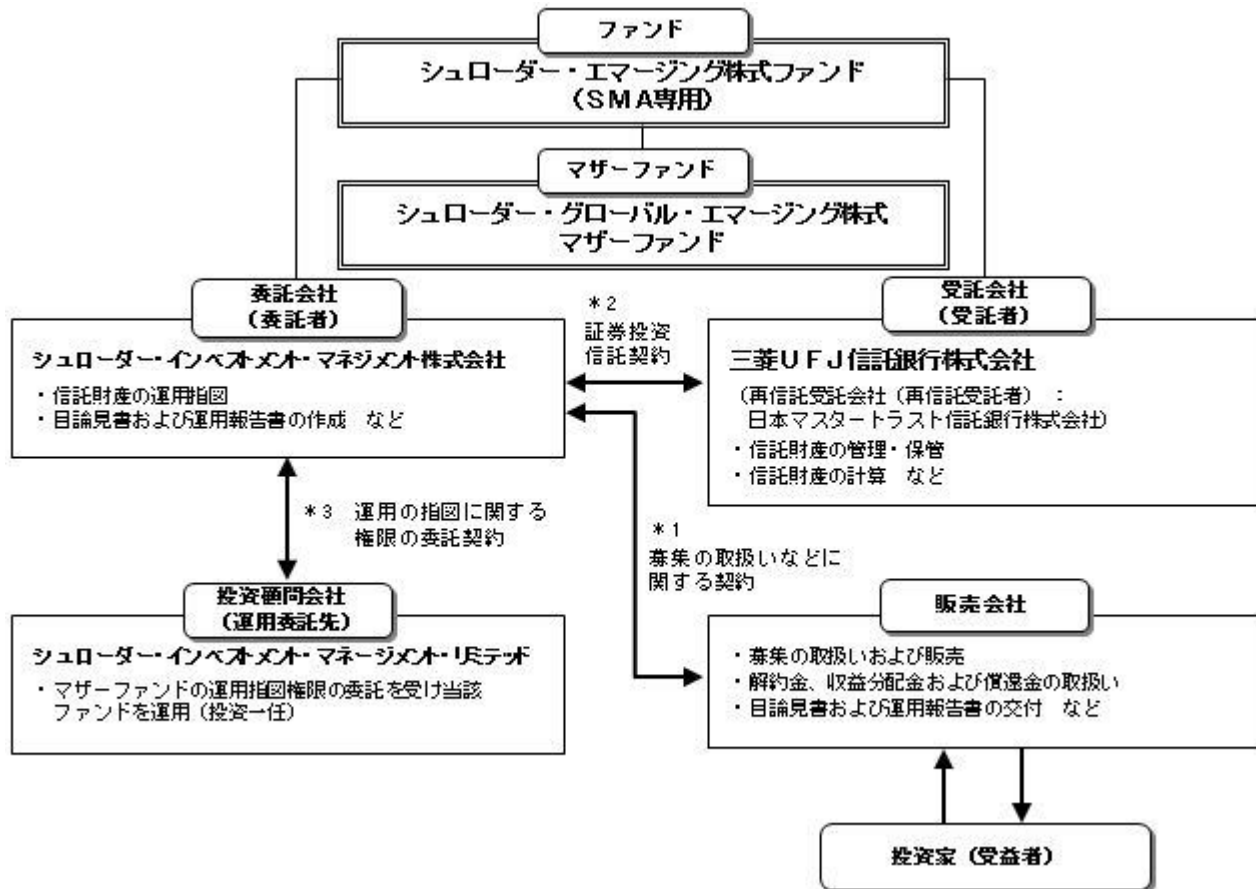 ファンド
シュローダー・エマージング株式ファンド
(SMA専用)
マザーファンド
シュローダー・グローバル・エマージング株式
マザーファンド
委託会社
(委託者)
シュローダー・インベストメント・マネジメント株式会社
・信託財産の運用指図
・目論見書および運用報告書の作成 など
*2
証券投資
信託契約
受託会社
(受託者)
三菱UFJ信託銀行株式会社
(再信託受託会社(再信託受託者) :
日本マスタートラスト信託銀行株式会社)
・信託財産の管理・保管
・信託財産の計算 など
*3 運用の指図に関する
権限の委託契約
*1
募集の取扱いなどに
関する契約
投資顧問会社
(運用委託先)
シュローダー・インベストメント・マネージメント・リミテッド
・マザーファンドの運用指図権限の委託を受け当該
ファンドを運用(投資一任)
販売会社
・募集の取扱いおよび販売
・解約金、収益分配金および償還金の取扱い
・目論見書および運用報告書の交付 など
投資家(受益者)